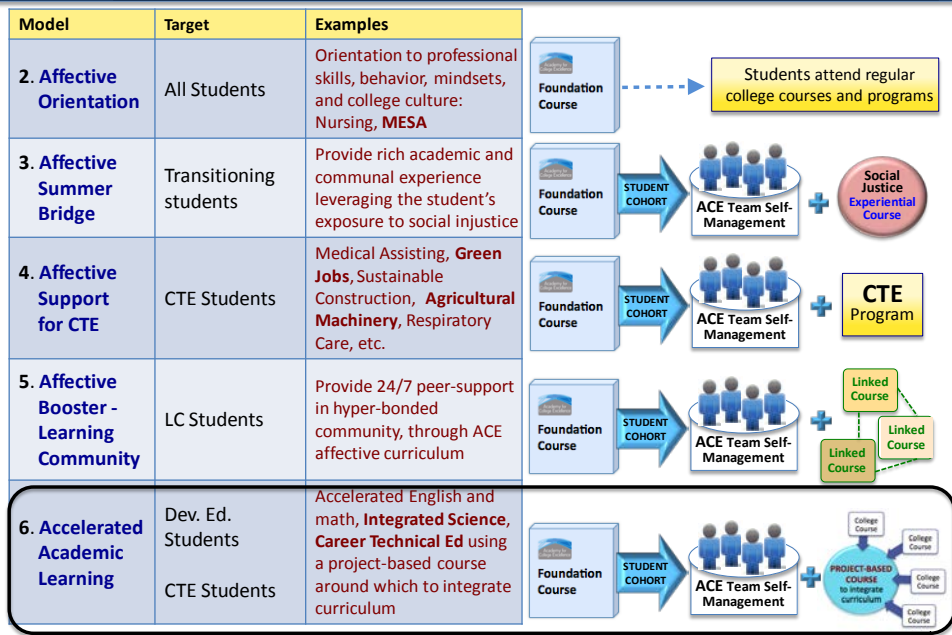 Model
Target
Examples
2. Affective
Orientation
All Students
Orientation to professional
skills, behavior, mindsets,
and college culture:
Nursing, MESA
Foundation
Course
Students attend regular
college courses and programs
3. Affective
Summer
Bridge
Transitioning
students
Provide rich academic and
communal experience
leveraging the student's
exposure to social injustice
Foundation
Course
STUDENT
COHORT
ACE Team Self-
Management
Social
Justice
Experiential
Course
4. Affective
Support
for CTE
CTE Students
Medical Assisting, Green
Jobs, Sustainable
Construction, Agricultural
Machinery, Respiratory
Care, etc.
Foundation
Course
STUDENT
COHORT
ACE Team Self-
Management
CTE
Program
5. Affective
Booster -
Learning
Community
LC Students
Provide 24/7 peer-support
in hyper-bonded
community, through ACE
affective curriculum
Foundation
Course
STUDENT
COHORT
ACE Team Self-
Management
Linked
Course
Linked
Course
Linked
Course
6. Accelerated
Academic
Learning
Dev. Ed.
Students
CTE Students
Accelerated English and
math, Integrated Science,
Career Technical Ed using
a project-based course
around which to integrate
curriculum
Foundation
Course
STUDENT
COHORT
ACE Team Self-
Management
College
Course
College
Course
PROJECT-BASED
COURSE
to integrate
curriculum
College
Course
College
Course